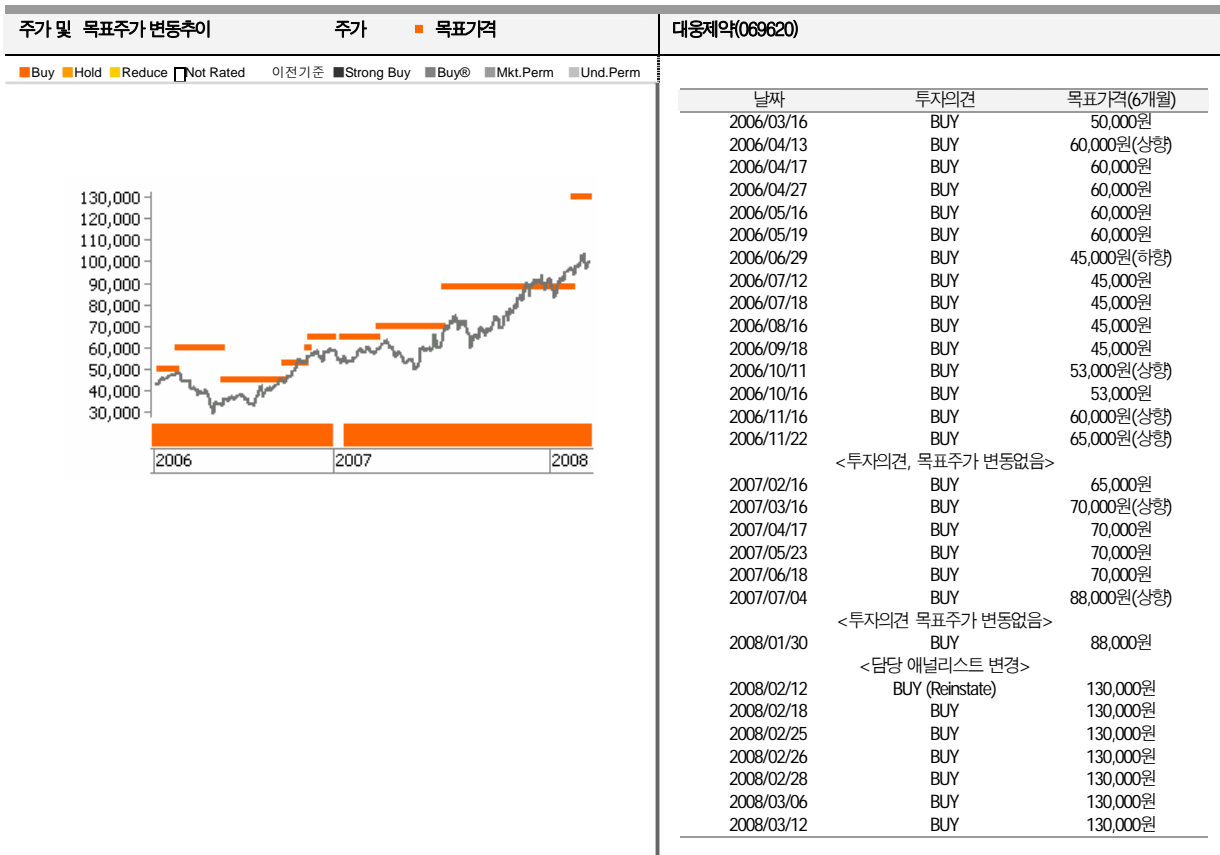 주가 및 목표주가 변동추이 주가 목표가격
Buy Hold Reduce Not Rated 이전기준 Strong Buy Buy® Mkt.Perm Und.Perm
130,000
120,000
110,000
100,000
90,000
80,000
70,000
60,000
50,000
40,000
30,000
2006 2007 2008
대웅제약(069620)
날짜 투자의견 목표가격(6개월)
2006/03/16 BUY 50,000원
2006/04/13 BUY 60,000원(상향)
2006/04/17 BUY 60,000원
2006/04/27 BUY 60,000원
2006/05/16 BUY 60,000원
2006/05/19 BUY 60,000원
2006/06/29 BUY 45,000원(하향)
2006/07/12 BUY 45,000원
2006/07/18 BUY 45,000원
2006/08/16 BUY 45,000원
2006/09/18 BUY 45,000원
2006/10/11 BUY 53,000원(상향)
2006/10/16 BUY 53,000원
2006/11/16 BUY 60,000원(상향)
2006/11/22 BUY 65,000원(상향)
<투자의견, 목표주가 변동없음>
2007/02/16 BUY 65,000원
2007/03/16 BUY 70,000원(상향)
2007/04/17 BUY 70,000원
2007/05/23 BUY 70,000원
2007/06/18 BUY 70,000원
2007/07/04 BUY 88,000원(상향)
<투자의견 목표주가 변동없음>
2008/01/30 BUY 88,000원
<담당 애널리스트 변경>
2008/02/12 BUY (Reinstate) 130,000원
2008/02/18 BUY 130,000원
2008/02/25 BUY 130,000원
2008/02/26 BUY 130,000원
2008/02/28 BUY 130,000원
2008/03/06 BUY 130,000원
2008/03/12 BUY 130,000원